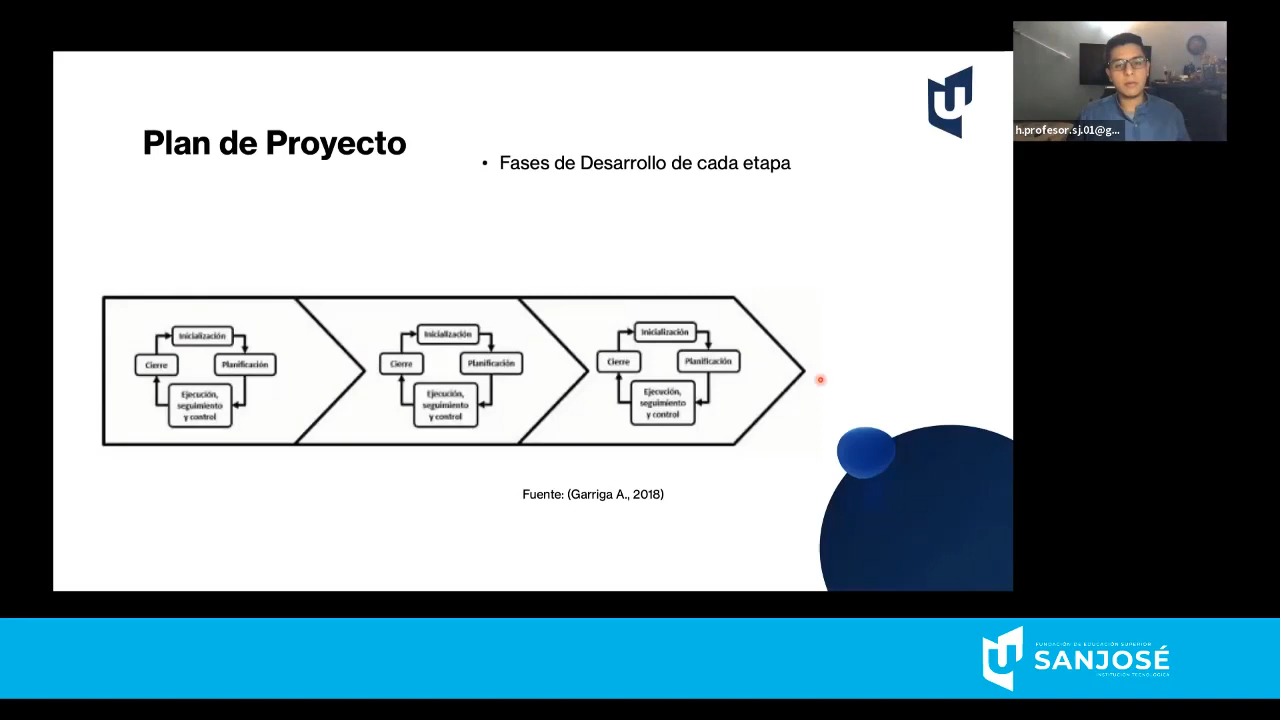 h.profesor.sj.01@g...
Plan de Proyecto
• Fases de Desarrollo de cada etapa
Inicialización
Cierre
Planificación
Ejecución,
seguimiento
y control
Inicialización
Cierre
Planificación
Ejecución,
seguimiento
y control
Inicialización
Cierre
Planificación
Ejecución,
seguimiento
y control
Fuente: (Garriga A., 2018)
FUNDACIÓN DE EDUCACIÓN SUPERIOR
SANJOSÉ
INSTITUCIÓN TECNOLÓGICA